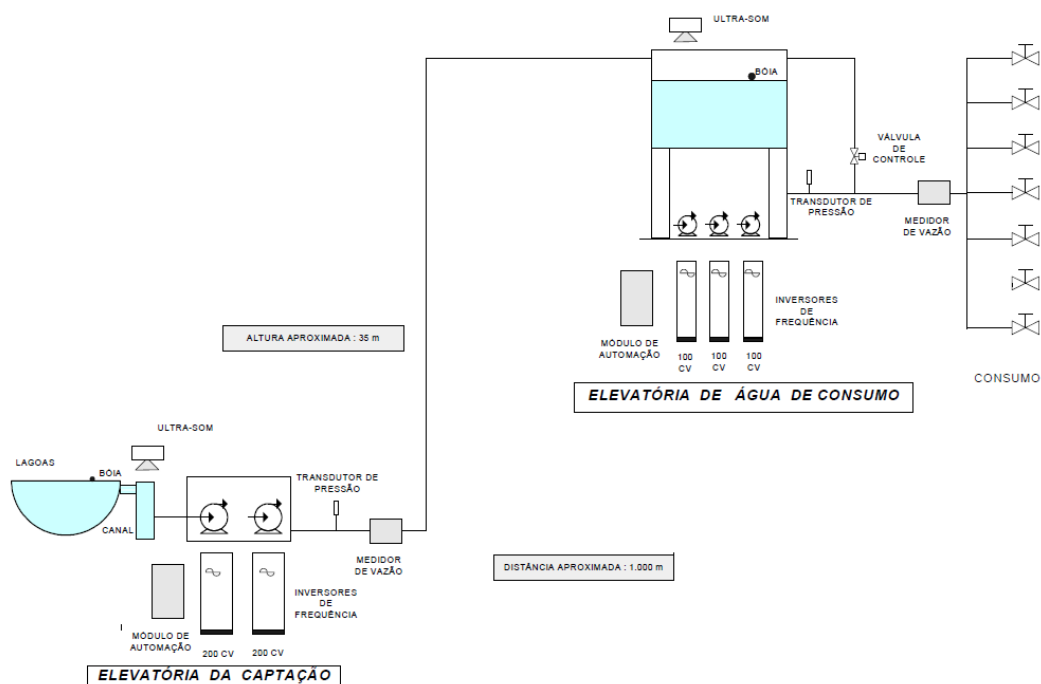 ULTRA-SOM
BÓIA
VÁLVULA
DE
CONTROLE
TRANSDUTOR DE
PRESSÃO
MEDIDOR
DE VAZÃO
INVERSORES
DE
FREQUÊNCIA
MÓDULO DE
AUTOMAÇÃO
100
CV
100
CV
100
CV
CONSUMO
ELEVATÓRIA DE ÁGUA DE CONSUMO
ALTURA APROXIMADA : 35 m
ULTRA-SOM
LAGOAS
BÓIA
CANAL
TRANSDUTOR DE
PRESSÃO
MEDIDOR
DE VAZÃO
DISTÂNCIA APROXIMADA : 1.000 m
INVERSORES
DE
FREQUÊNCIA
MÓDULO DE
AUTOMAÇÃO
200 CV
200 CV
ELEVATÓRIA DA CAPTAÇÃO